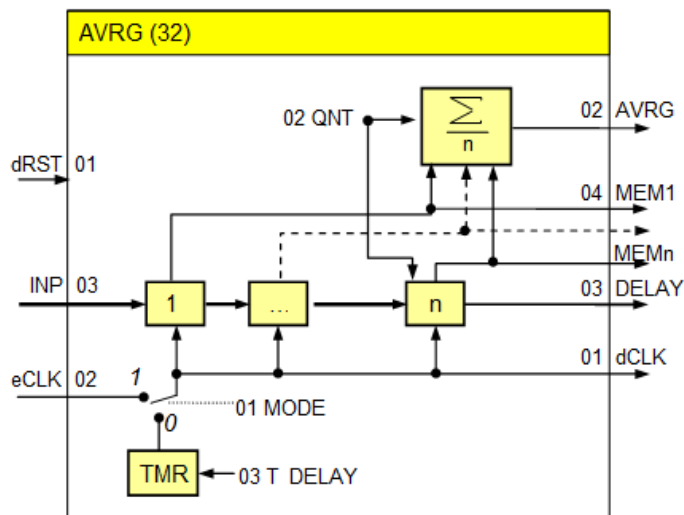 AVRG (32)
02 QNT
∑
n
02 AVRG
dRST 01
04 MEM1
MEMn
INP 03
1
...
n
03 DELAY
01 dCLK
eCLK 02
1
0
01 MODE
TMR
03 T DELAY